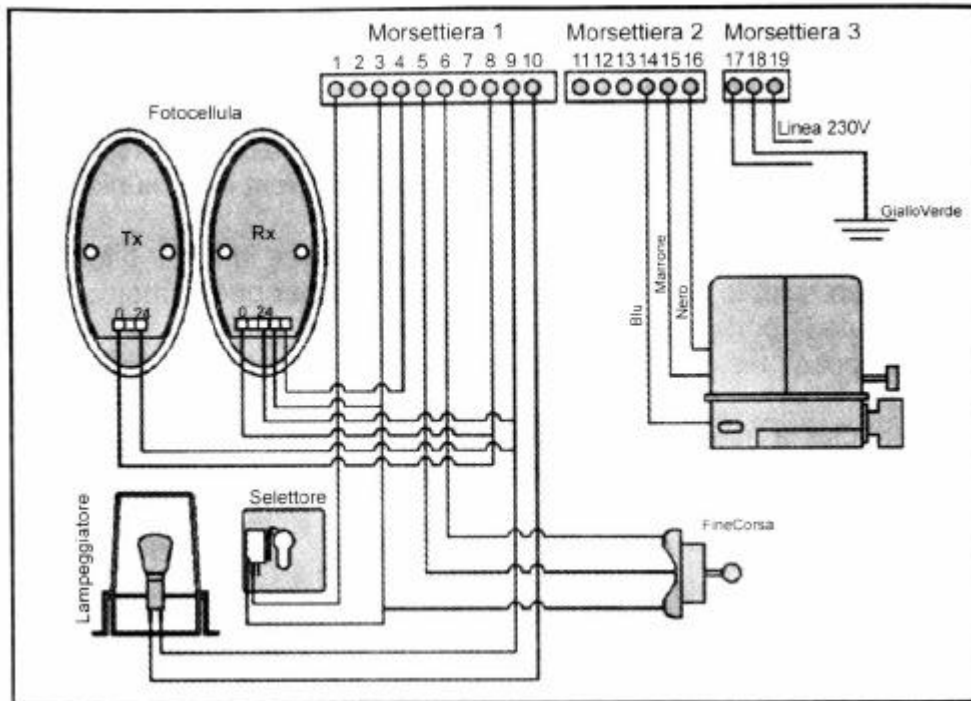 Morsettiera 1
Morsettiera 2
Morsettiera 3
1 2 3 4 5 6 7 8 9 10
11 12 13 14 15 16
17 18 19
Fotocellula
Linea 230V
GialloVerde
Tx
Rx
Blu
Marrone
Nero
0 24
0 24
Lampeggiatore
Selettore
FineCorsa